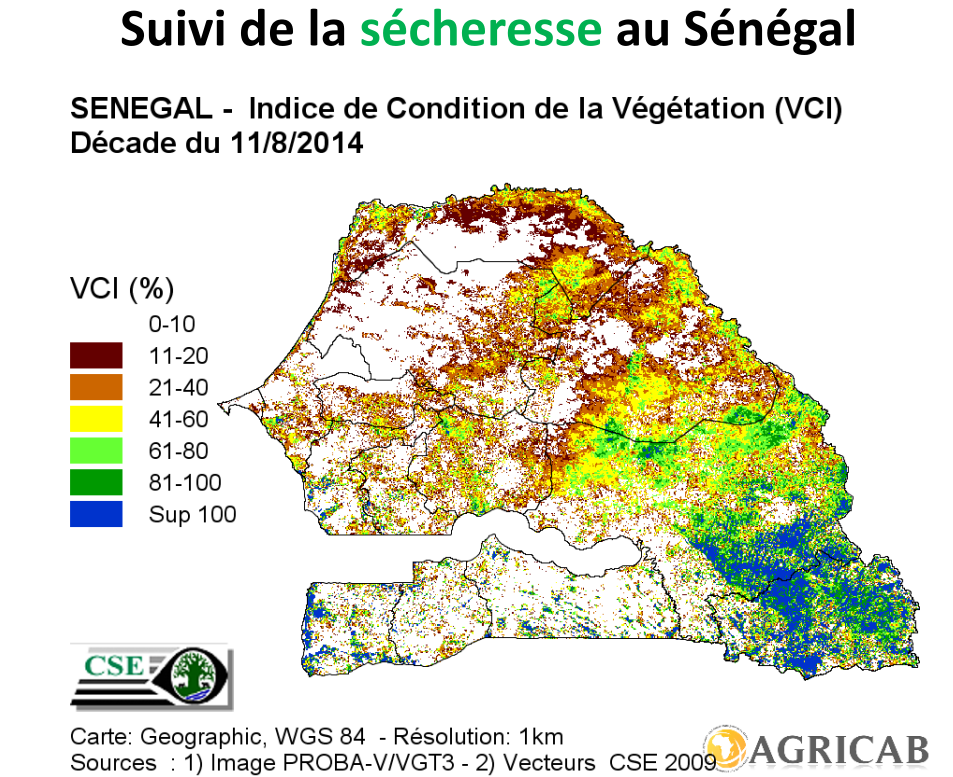 Suivi de la sécheresse au Sénégal
SENEGAL - Indice de Condition de la Végétation (VCI)
Décade du 11/8/2014
VCI (%)
0-10
11-20
21-40
41-60
61-80
81-100
Sup 100
CSE
Carte: Geographic, WGS 84 - Résolution: 1km
Sources : 1) Image PROBA-V/VGT3 - 2) Vecteurs CSE 2009
AGRICAB